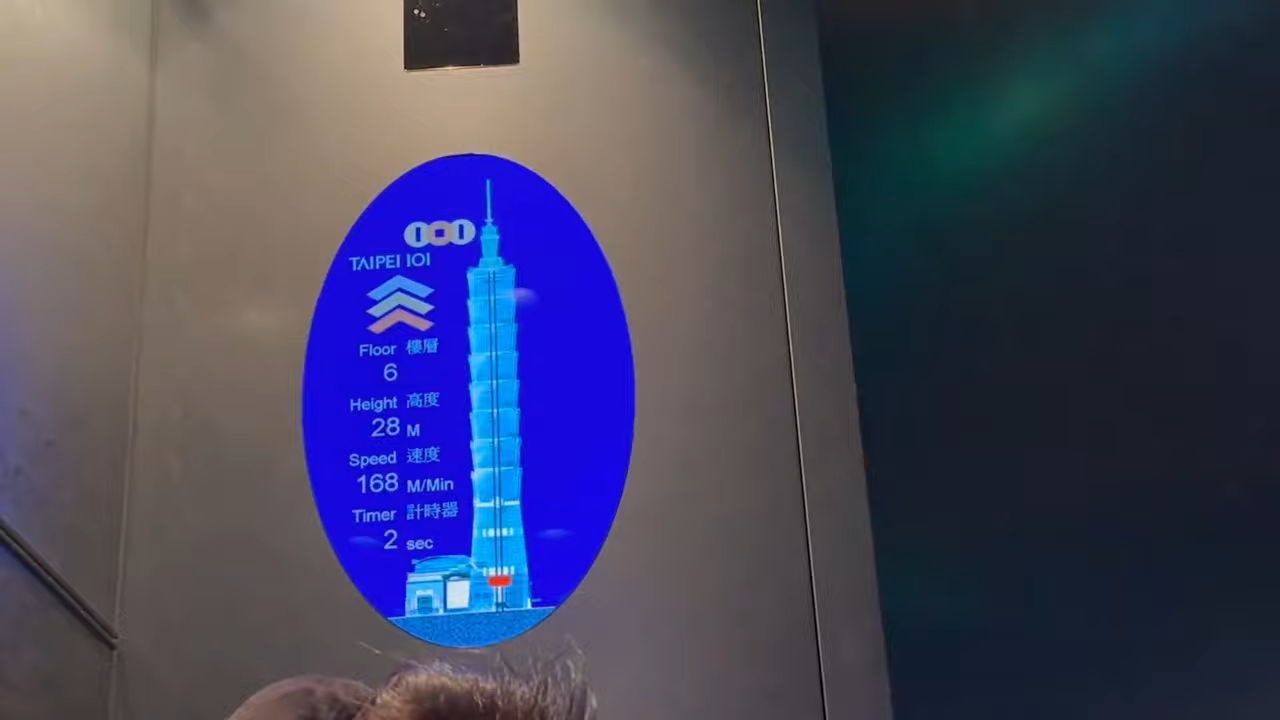 TAIPEI 101
Floor 樓層
6
Height 高度
28 M
Speed 速度
168 M/Min
Timer 計時器
2 sec